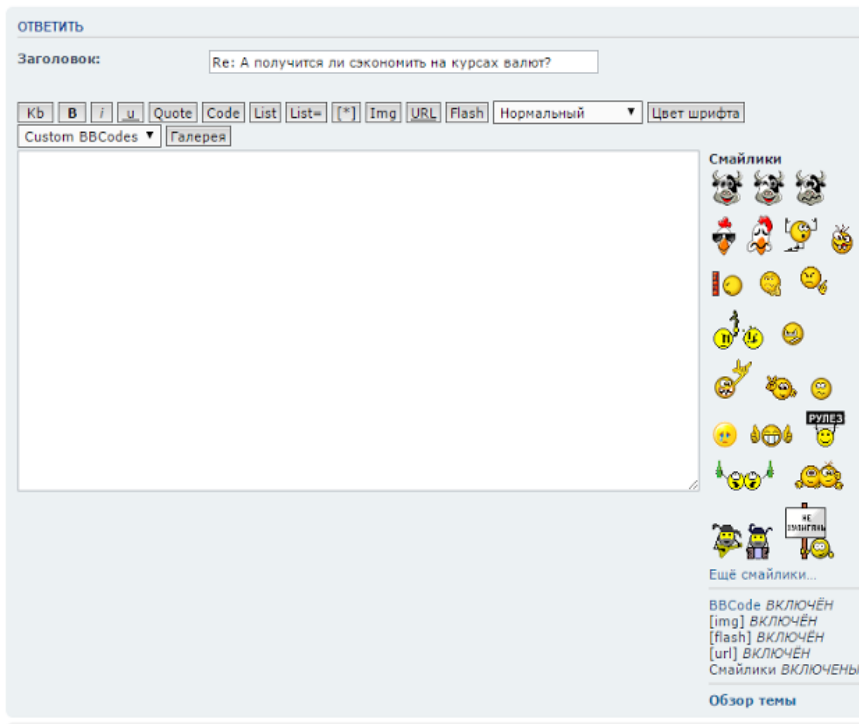 ОТВЕТИТЬ
Заголовок:
Re: А получится ли сэкономить на курсах валют?
Kb B i u Quote Code List List= [*] Img URL Flash Нормальный Цвет шрифта
Custom BBCodes Галерея
Смайлики
РУЛЕЗ
НЕ
Ещё смайлики...
BBCode ВКЛЮЧЁН
[img] ВКЛЮЧЁН
[flash] ВКЛЮЧЁН
[url] ВКЛЮЧЁН
Смайлики ВКЛЮЧЕНЫ
Обзор темы